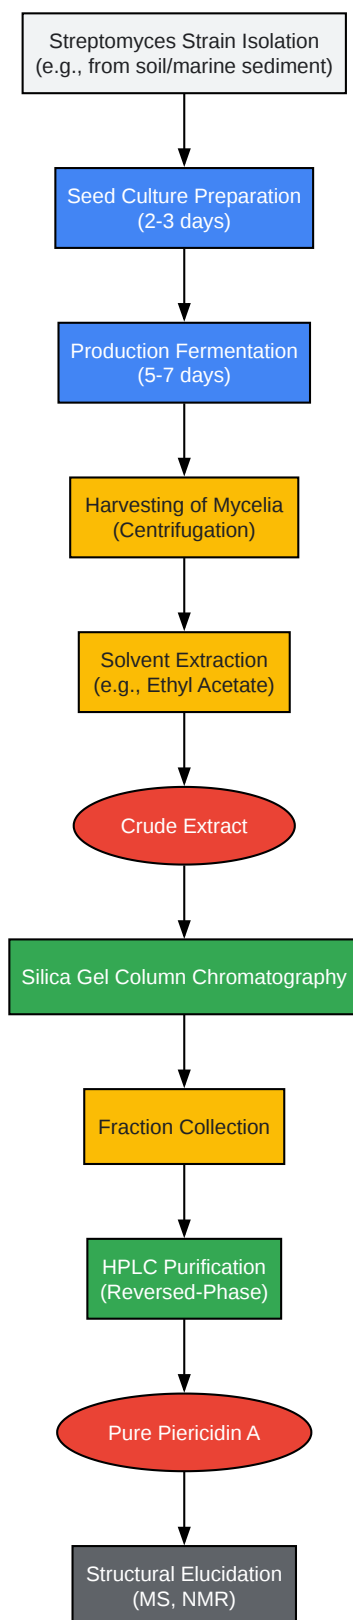 Streptomyces Strain Isolation
(e.g., from soil/marine sediment)
Seed Culture Preparation
(2-3 days)
Production Fermentation
(5-7 days)
Harvesting of Mycelia
(Centrifugation)
Solvent Extraction
(e.g., Ethyl Acetate)
Crude Extract
Silica Gel Column Chromatography
Fraction Collection
HPLC Purification
(Reversed-Phase)
Pure Piericidin A
Structural Elucidation
(MS, NMR)